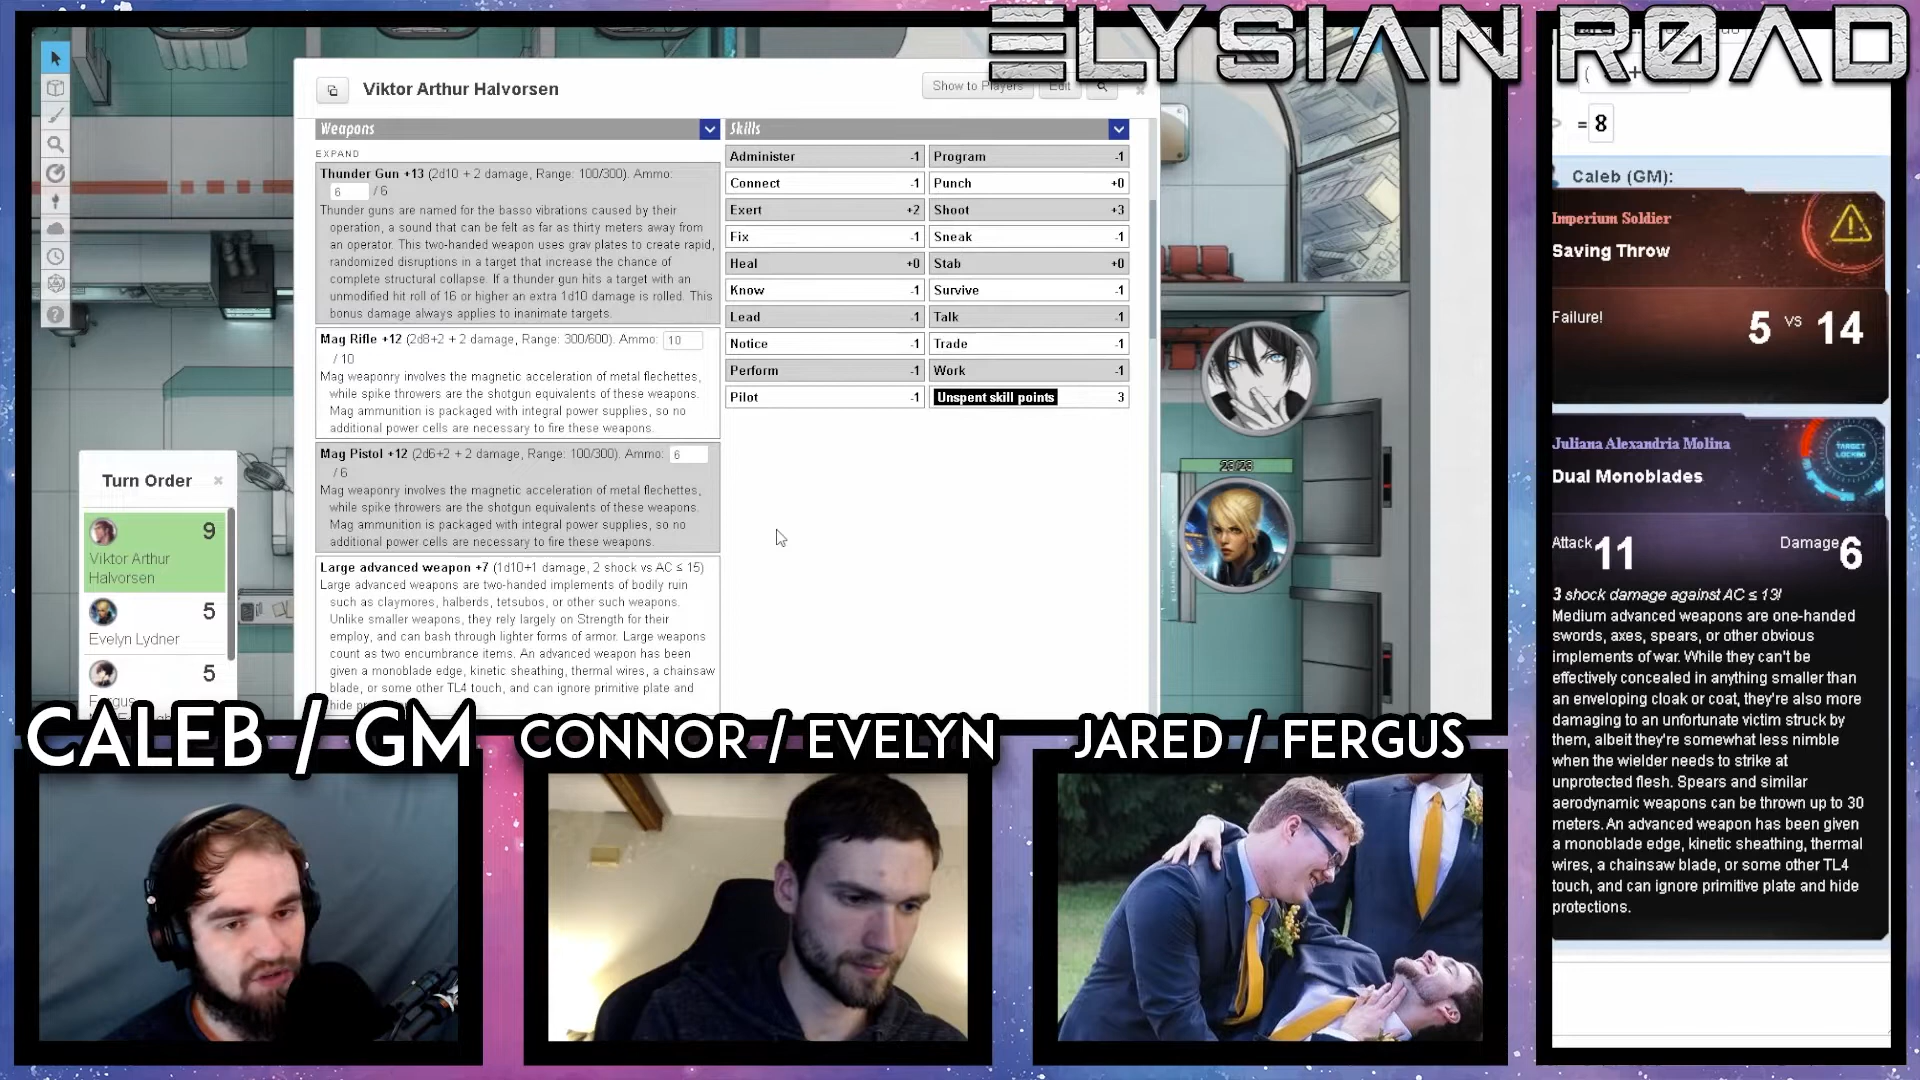 ELYSIAN RØAD
Viktor Arthur Halvorsen
Show to Players
Edit
Weapons
EXPAND
Thunder Gun +13 (2d10 + 2 damage, Range: 100/300). Ammo:
6 / 6
Thunder guns are named for the basso vibrations caused by their
operation, a sound that can be felt as far as thirty meters away from
an operator. This two-handed weapon uses grav plates to create rapid,
randomized disruptions in a target that increase the chance of
complete structural collapse. If a thunder gun hits a target with an
unmodified hit roll of 16 or higher an extra 1d10 damage is rolled. This
bonus damage always applies to inanimate targets.
Mag Rifle +12 (2d8+2 + 2 damage, Range: 300/600). Ammo: 10
/ 10
Mag weaponry involves the magnetic acceleration of metal flechettes,
while spike throwers are the shotgun equivalents of these weapons.
Mag ammunition is packaged with integral power supplies, so no
additional power cells are necessary to fire these weapons.
Mag Pistol +12 (2d6+2 + 2 damage, Range: 100/300). Ammo: 6
/ 6
Mag weaponry involves the magnetic acceleration of metal flechettes,
while spike throwers are the shotgun equivalents of these weapons.
Mag ammunition is packaged with integral power supplies, so no
additional power cells are necessary to fire these weapons.
Large advanced weapon +7 (1d10+1 damage, 2 shock vs AC ≤ 15)
Large advanced weapons are two-handed implements of bodily ruin
such as claymores, halberds, tetsubos, or other such weapons.
Unlike smaller weapons, they rely largely on Strength for their
employ, and can bash through lighter forms of armor. Large weapons
count as two encumbrance items. An advanced weapon has been
given a monoblade edge, kinetic sheathing, thermal wires, a chainsaw
blade, or some other TL4 touch, and can ignore primitive plate and
hide
Skills
Administer -1 Program -1
Connect -1 Punch +0
Exert +2 Shoot +3
Fix -1 Sneak -1
Heal +0 Stab +0
Know -1 Survive -1
Lead -1 Talk -1
Notice -1 Trade -1
Perform -1 Work -1
Pilot -1 Unspent skill points 3
23/23
Turn Order
Viktor Arthur
Halvorsen 9
Evelyn Lydner 5
Fergus 5
= 8
Caleb (GM):
Imperium Soldier
Saving Throw
Failure! 5 VS 14
Juliana Alexandria Molina
TARGET
LOCKED
Dual Monoblades
Attack 11 Damage 6
3 shock damage against AC ≤ 13!
Medium advanced weapons are one-handed
swords, axes, spears, or other obvious
implements of war. While they can't be
effectively concealed in anything smaller than
an enveloping cloak or coat, they're also more
damaging to an unfortunate victim struck by
them, albeit they're somewhat less nimble
when the wielder needs to strike at
unprotected flesh. Spears and similar
aerodynamic weapons can be thrown up to 30
meters. An advanced weapon has been given
a monoblade edge, kinetic sheathing, thermal
wires, a chainsaw blade, or some other TL4
touch, and can ignore primitive plate and hide
protections.
CALEB / GM
CONNOR / EVELYN
JARED / FERGUS